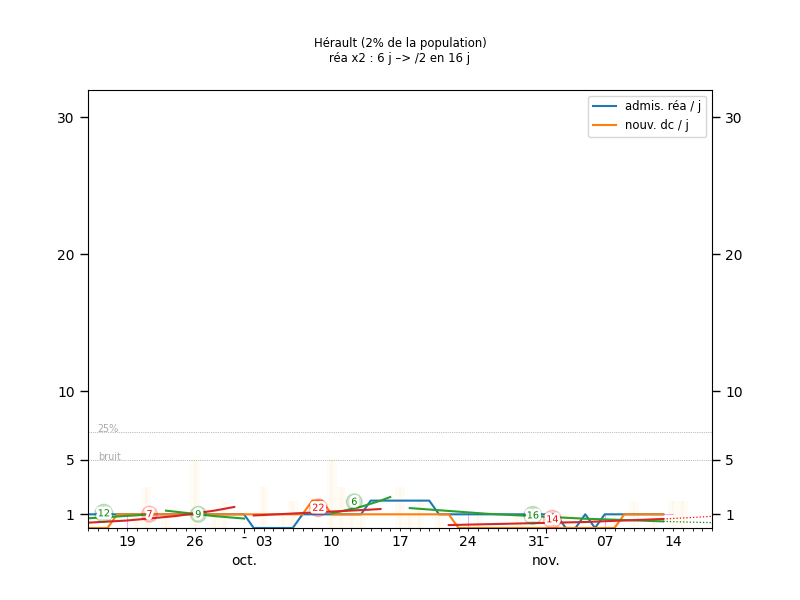 Hérault (2% de la population)
réa x2 : 6 j –> /2 en 16 j
admis. réa / j
nouv. dc / j
30 30
20 20
10 10
25%
5 5
bruit
1 1
12 7 9 22 6 16 14
19 26 - 03 10 17 24 31 - 07 14
oct. nov.